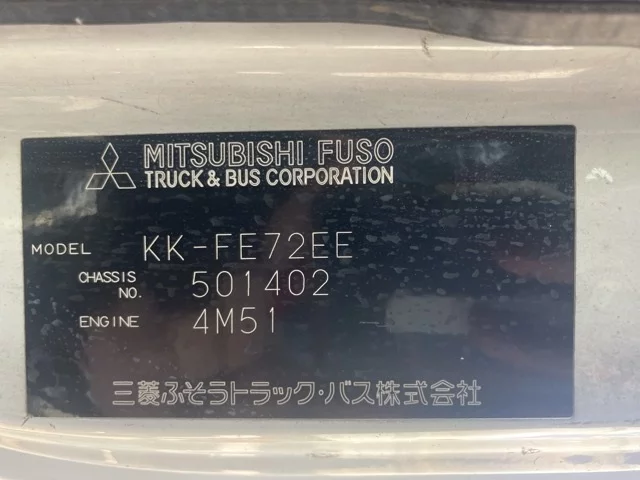 MITSUBISHI FUSO
TRUCK & BUS CORPORATION
MODEL KK-FE72EE
CHASSIS NO. 501402
ENGINE 4M51
三菱ふそうトラック・バス株式会社